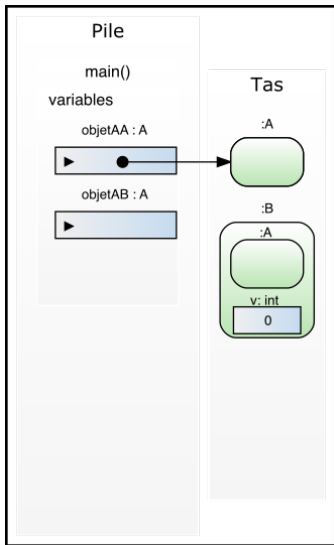 Pile
main()
variables
objetAA : A
objetAB : A
Tas
:A
:B
:A
v: int
0